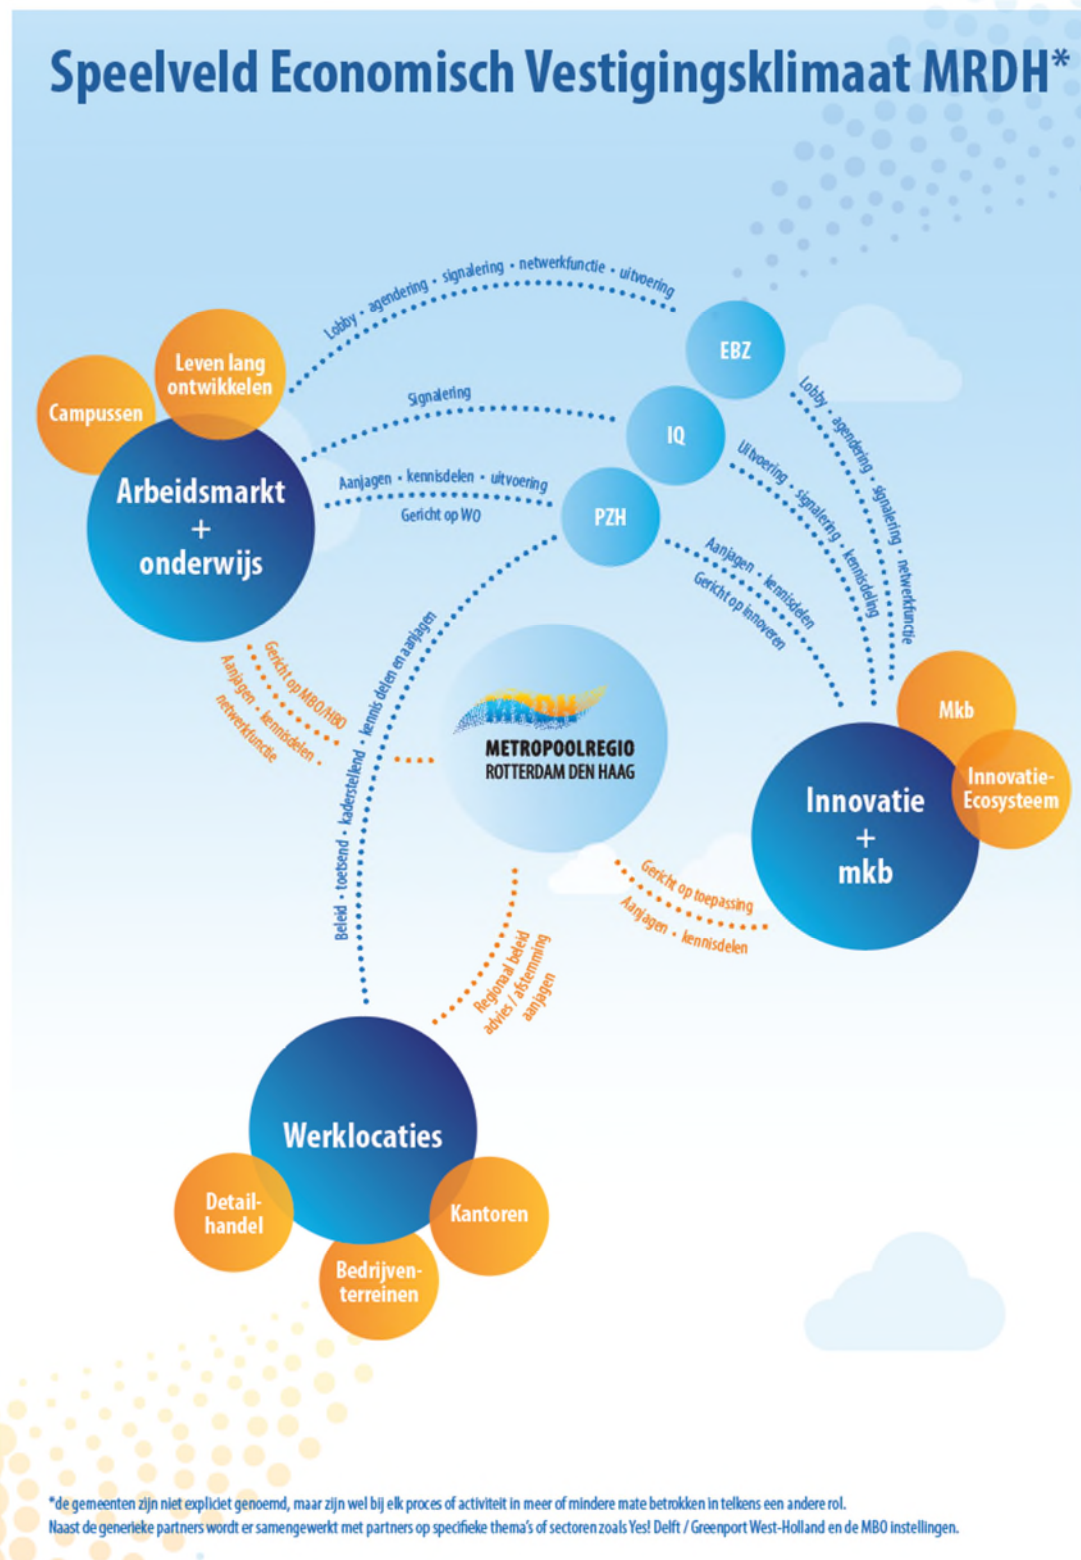 Speelveld Economisch Vestigingsklimaat MRDH*
Lobby • agendering • signalering • netwerkfunctie • uitvoering
EBZ
Leven lang
ontwikkelen
Campussen
Signalering
IQ
Lobby • agendering • signalering • netwerkfunctie
Uitvoering • signalering • kennisdeling
Arbeidsmarkt
+
onderwijs
Aanjagen • kennisdelen • uitvoering
Gericht op WO
PZH
Aanjagen • kennisdelen
Gericht op innoveren
Gericht op MBO/HBO
Aanjagen • kennisdelen •
netwerkfunctie
Beleid • toetsend • kaderstellend • kennis delen en aanjagen
MRDH
METROPOOLREGIO
ROTTERDAM DEN HAAG
Mkb
Innovatie-
Ecosysteem
Innovatie
+
mkb
Gericht op toepassing
Aanjagen • kennisdelen
Regionaal beleid
advies / afstemming
aanjagen
Werklocaties
Detail-
handel
Kantoren
Bedrijven-
terreinen
*de gemeenten zijn niet expliciet genoemd, maar zijn wel bij elk proces of activiteit in meer of mindere mate betrokken in telkens een andere rol.
Naast de generieke partners wordt er samengewerkt met partners op specifieke thema's of sectoren zoals Yes! Delft / Greenport West-Holland en de MBO instellingen.